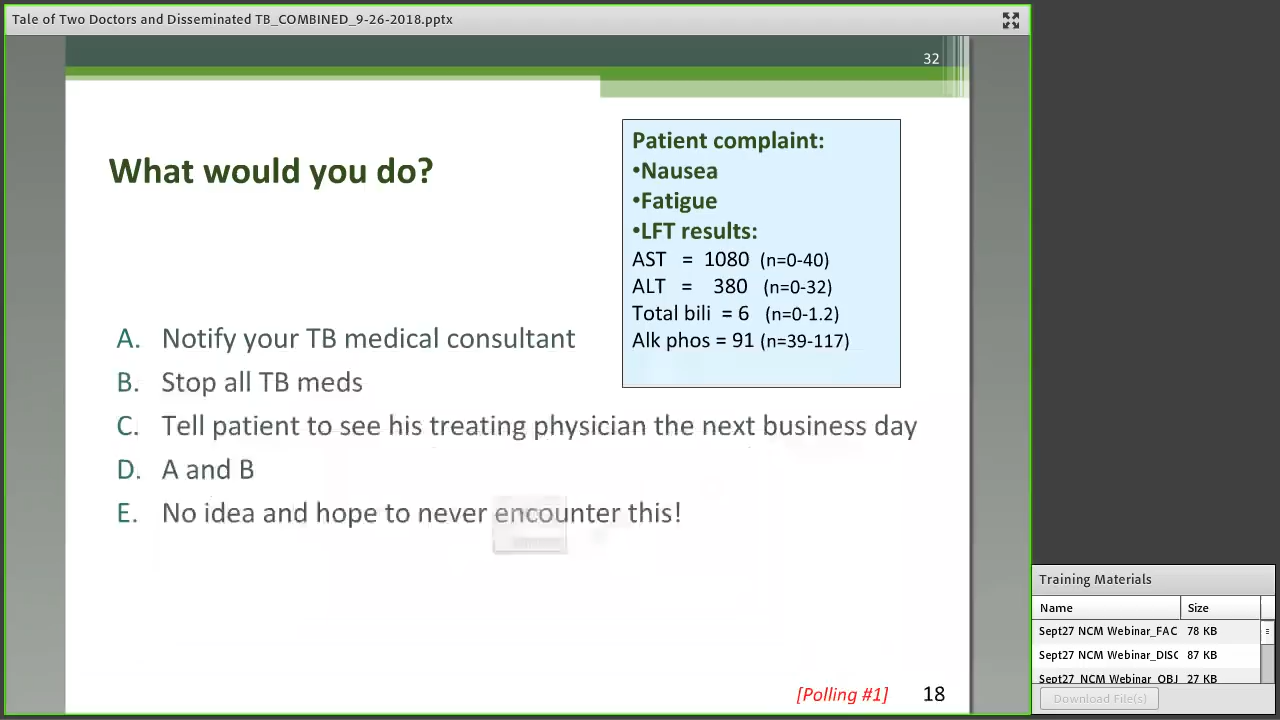 Tale of Two Doctors and Disseminated TB_COMBINED_9-26-2018.pptx
32
What would you do?
Patient complaint:
•Nausea
•Fatigue
•LFT results:
AST = 1080 (n=0-40)
ALT = 380 (n=0-32)
Total bili = 6 (n=0-1.2)
Alk phos = 91 (n=39-117)
A. Notify your TB medical consultant
B. Stop all TB meds
C. Tell patient to see his treating physician the next business day
D. A and B
E. No idea and hope to never encounter this!
[Polling #1] 18
Training Materials
Name Size
Sept27 NCM Webinar_FAC 78 KB
Sept27 NCM Webinar_DISC 87 KB
Sept27 NCM Webinar_OBJ 27 KB
Download File(s)